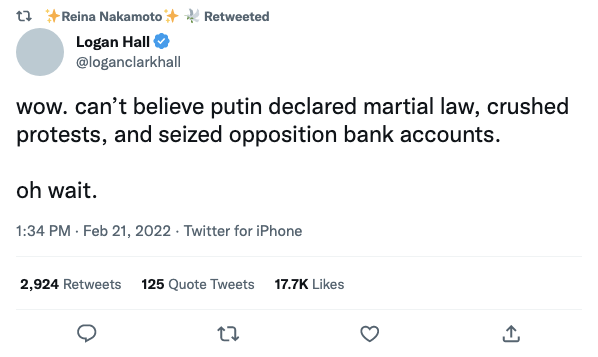 ✨Reina Nakamoto✨ 🕊 Retweeted
Logan Hall
@loganclarkhall
wow. can’t believe putin declared martial law, crushed
protests, and seized opposition bank accounts.
oh wait.
1:34 PM · Feb 21, 2022 · Twitter for iPhone
2,924 Retweets 125 Quote Tweets 17.7K Likes